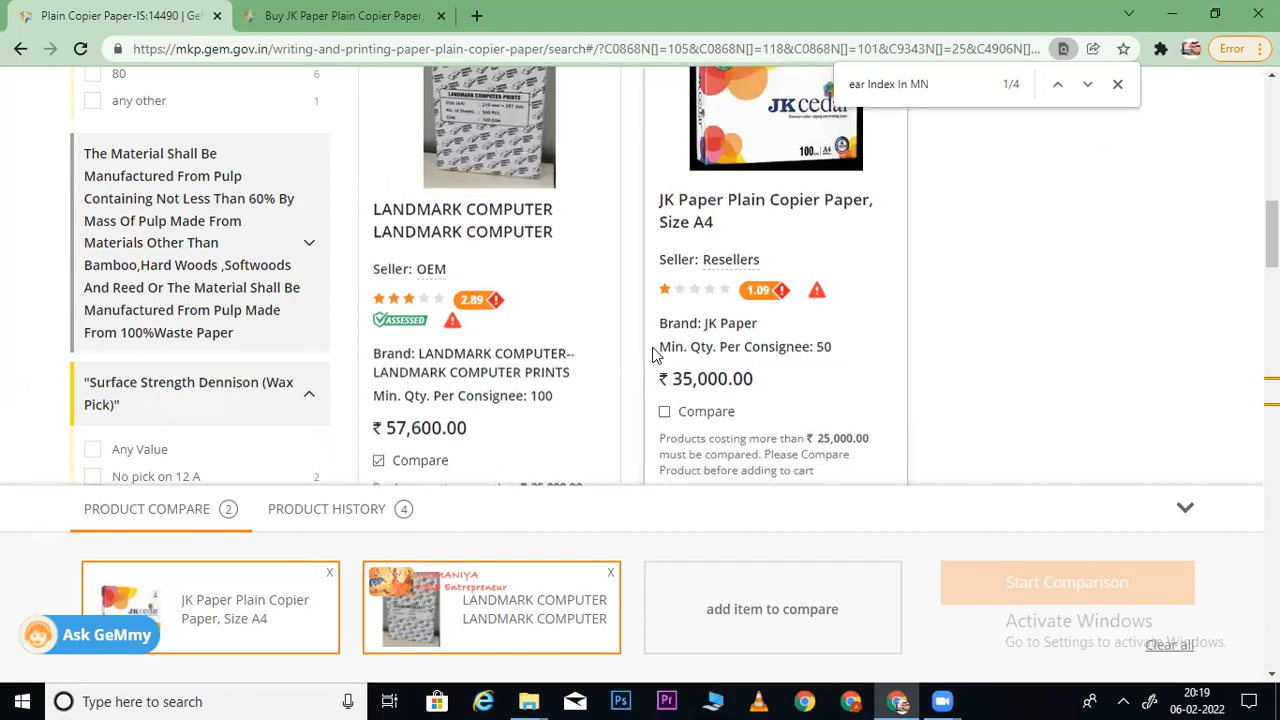 Plain Copier Paper-IS:14490 | Ge
Buy JK Paper Plain Copier Paper,
https://mkp.gem.gov.in/writing-and-printing-paper-plain-copier-paper/search#/?C0868N[]=105&C0868N[]=118&C0868N[]=101&C9343N[]=25&C4906N[]...
Error
ear Index In MN
1/4
80 6
any other 1
The Material Shall Be
Manufactured From Pulp
Containing Not Less Than 60% By
Mass Of Pulp Made From
Materials Other Than
Bamboo,Hard Woods ,Softwoods
And Reed Or The Material Shall Be
Manufactured From Pulp Made
From 100%Waste Paper
"Surface Strength Dennison (Wax
Pick)"
Any Value
No pick on 12 A 2
LANDMARK COMPUTER PRINTS
LANDMARK COMPUTER
LANDMARK COMPUTER
Seller: OEM
2.89
ASSESSED
Brand: LANDMARK COMPUTER--
LANDMARK COMPUTER PRINTS
Min. Qty. Per Consignee: 100
₹ 57,600.00
Compare
JK cedar
JK Paper Plain Copier Paper,
Size A4
Seller: Resellers
1.09
Brand: JK Paper
Min. Qty. Per Consignee: 50
₹ 35,000.00
Compare
Products costing more than ₹ 25,000.00
must be compared. Please Compare
Product before adding to cart
PRODUCT COMPARE 2
PRODUCT HISTORY 4
X
JK Paper Plain Copier
Paper, Size A4
X
LANDMARK COMPUTER
LANDMARK COMPUTER
Entrepreneur
add item to compare
Start Comparison
Clear all
Activate Windows
Go to Settings to activate Windows.
Ask GeMmy
Type here to search
20:19
06-02-2022